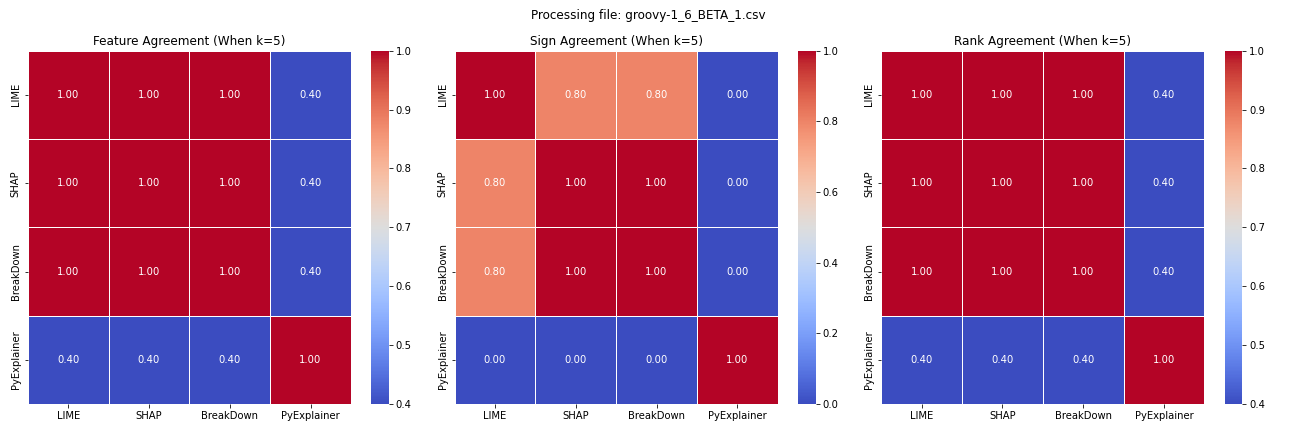 Processing file: groovy-1_6_BETA_1.csv
Feature Agreement (When k=5)
LIME
SHAP
BreakDown
PyExplainer
1.00 1.00 1.00 0.40
1.00 1.00 1.00 0.40
1.00 1.00 1.00 0.40
0.40 0.40 0.40 1.00
LIME SHAP BreakDown PyExplainer
1.0
0.9
0.8
0.7
0.6
0.5
0.4
Sign Agreement (When k=5)
LIME
SHAP
BreakDown
PyExplainer
1.00 0.80 0.80 0.00
0.80 1.00 1.00 0.00
0.80 1.00 1.00 0.00
0.00 0.00 0.00 1.00
LIME SHAP BreakDown PyExplainer
1.0
0.8
0.6
0.4
0.2
0.0
Rank Agreement (When k=5)
LIME
SHAP
BreakDown
PyExplainer
1.00 1.00 1.00 0.40
1.00 1.00 1.00 0.40
1.00 1.00 1.00 0.40
0.40 0.40 0.40 1.00
LIME SHAP BreakDown PyExplainer
1.0
0.9
0.8
0.7
0.6
0.5
0.4